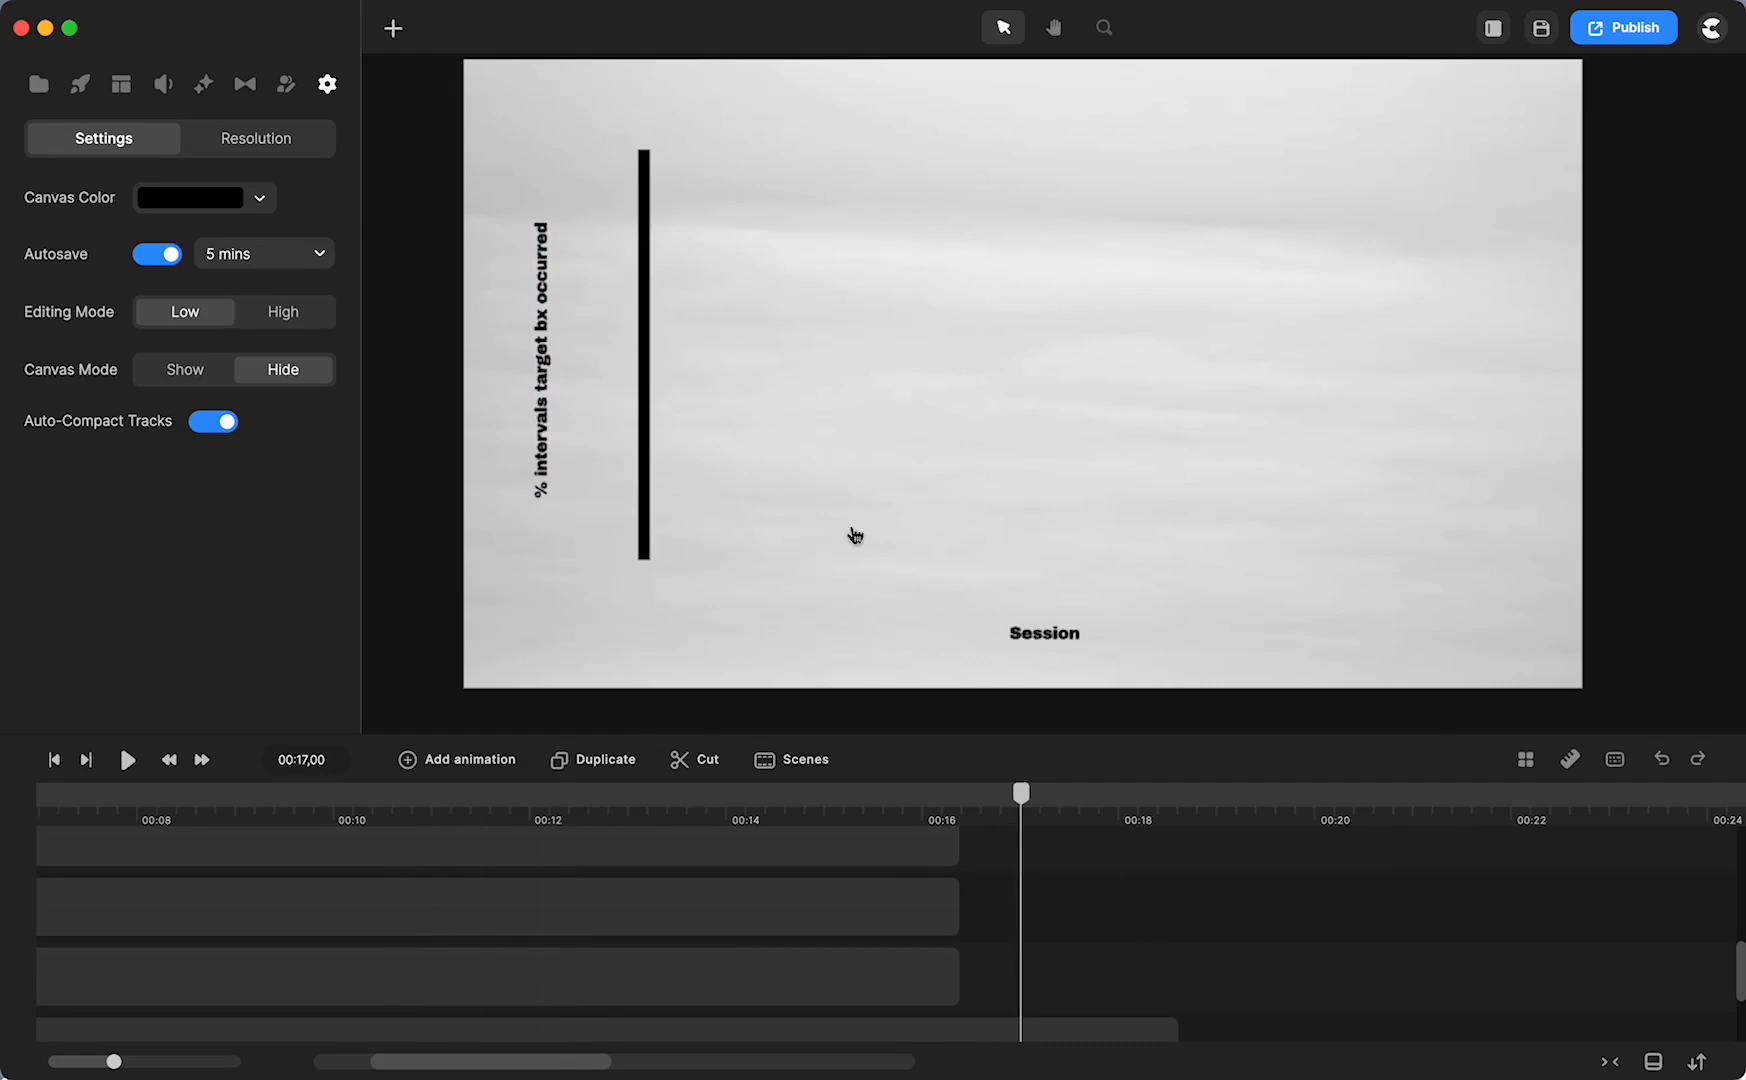 Publish
Settings
Resolution
Canvas Color
Autosave
5 mins
Editing Mode
Low
High
Canvas Mode
Show
Hide
Auto-Compact Tracks
% intervals target bx occurred
Session
00:17,00
Add animation
Duplicate
Cut
Scenes
00:08
00:10
00:12
00:14
00:16
00:18
00:20
00:22
00:24